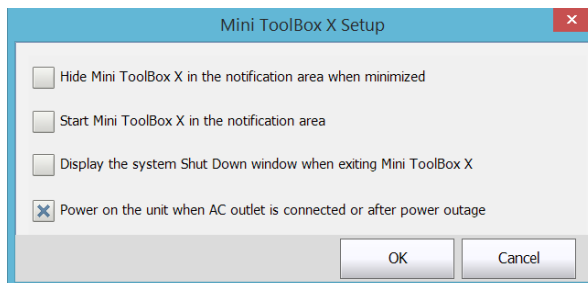 Mini ToolBox X Setup
Hide Mini ToolBox X in the notification area when minimized
Start Mini ToolBox X in the notification area
Display the system Shut Down window when exiting Mini ToolBox X
Power on the unit when AC outlet is connected or after power outage
OK Cancel